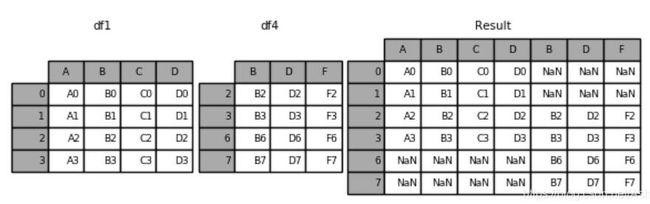 df1 df4 Result
A B C D B D F A B C D B D F
0 A0 B0 C0 D0 2 B2 D2 F2 0 A0 B0 C0 D0 NaN NaN NaN
1 A1 B1 C1 D1 3 B3 D3 F3 1 A1 B1 C1 D1 NaN NaN NaN
2 A2 B2 C2 D2 6 B6 D6 F6 2 A2 B2 C2 D2 B2 D2 F2
3 A3 B3 C3 D3 7 B7 D7 F7 3 A3 B3 C3 D3 B3 D3 F3
6 NaN NaN NaN NaN B6 D6 F6
7 NaN NaN NaN NaN B7 D7 F7